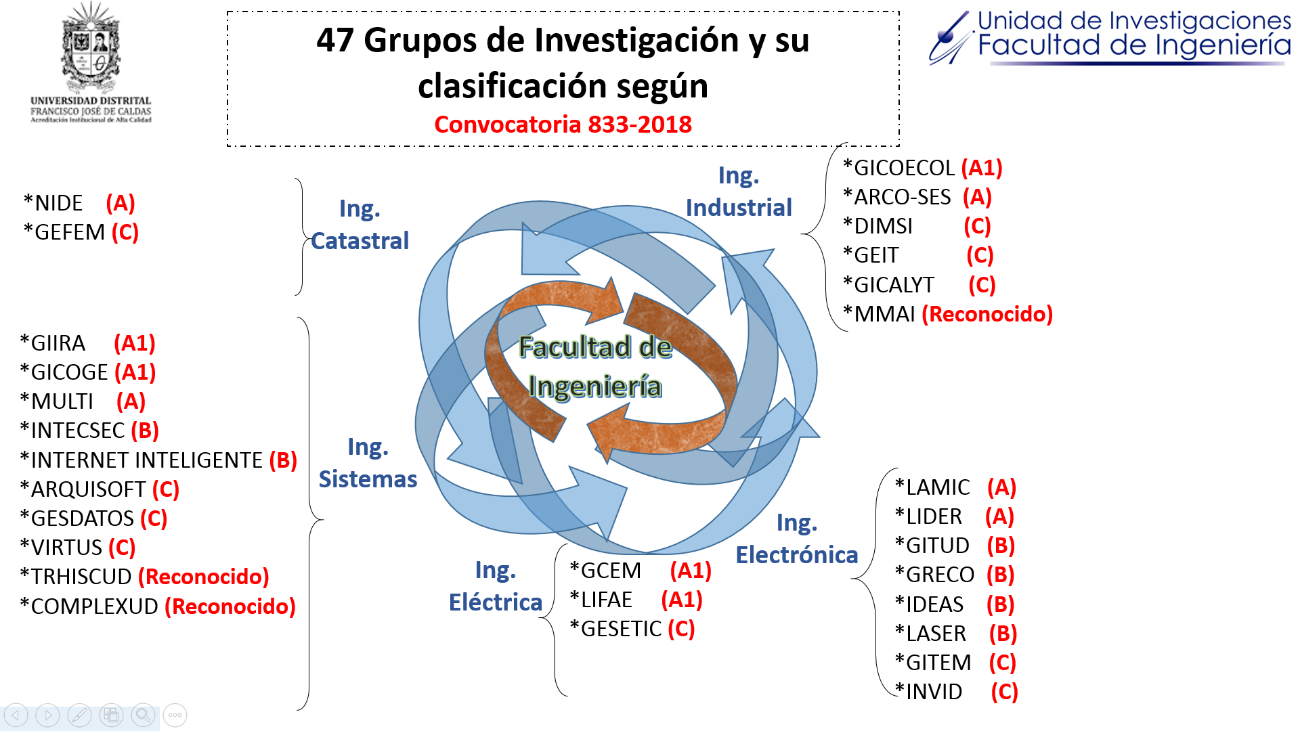 UNIVERSIDAD DISTRITAL
FRANCISCO JOSÉ DE CALDAS
Acreditación Institucional de Alta Calidad
47 Grupos de Investigación y su
clasificación según
Convocatoria 833-2018
Unidad de Investigaciones
Facultad de Ingeniería
*NIDE (A)
*GEFEM (C)
Ing.
Catastral
Ing.
Industrial
*GICOECOL (A1)
*ARCO-SES (A)
*DIMSI (C)
*GEIT (C)
*GICALYT (C)
*MMAI (Reconocido)
*GIIRA (A1)
*GICOGE (A1)
*MULTI (A)
*INTECSEC (B)
*INTERNET INTELIGENTE (B)
*ARQUISOFT (C)
*GESDATOS (C)
*VIRTUS (C)
*TRHISCUD (Reconocido)
*COMPLEXUD (Reconocido)
Ing.
Sistemas
Facultad de
Ingeniería
Ing.
Eléctrica
*GCEM (A1)
*LIFAE (A1)
*GESETIC (C)
Ing.
Electrónica
*LAMIC (A)
*LIDER (A)
*GITUD (B)
*GRECO (B)
*IDEAS (B)
*LASER (B)
*GITEM (C)
*INVID (C)